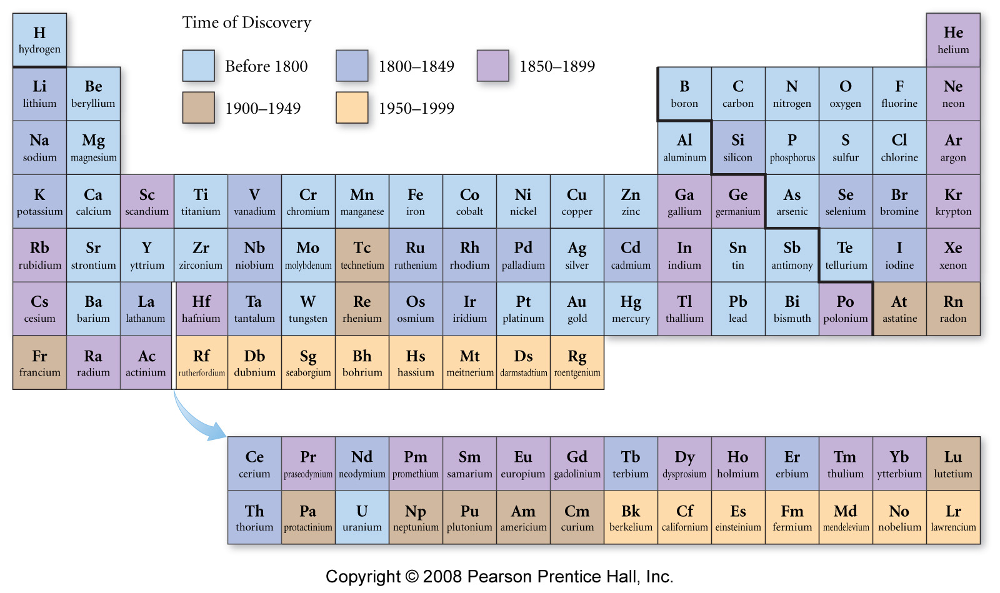 H He
hydrogen helium
Time of Discovery
Before 1800 1800–1849 1850–1899
1900–1949 1950–1999
Li Be B C N O F Ne
lithium beryllium boron carbon nitrogen oxygen fluorine neon
Na Mg Al Si P S Cl Ar
sodium magnesium aluminum silicon phosphorus sulfur chlorine argon
K Ca Sc Ti V Cr Mn Fe Co Ni Cu Zn Ga Ge As Se Br Kr
potassium calcium scandium titanium vanadium chromium manganese iron cobalt nickel copper zinc gallium germanium arsenic selenium bromine krypton
Rb Sr Y Zr Nb Mo Tc Ru Rh Pd Ag Cd In Sn Sb Te I Xe
rubidium strontium yttrium zirconium niobium molybdenum technetium ruthenium rhodium palladium silver cadmium indium tin antimony tellurium iodine xenon
Cs Ba La Hf Ta W Re Os Ir Pt Au Hg Tl Pb Bi Po At Rn
cesium barium lathanum hafnium tantalum tungsten rhenium osmium iridium platinum gold mercury thallium lead bismuth polonium astatine radon
Fr Ra Ac Rf Db Sg Bh Hs Mt Ds Rg
francium radium actinium rutherfordium dubnium seaborgium bohrium hassium meitnerium darmstadtium roentgenium
Ce Pr Nd Pm Sm Eu Gd Tb Dy Ho Er Tm Yb Lu
cerium praseodymium neodymium promethium samarium europium gadolinium terbium dysprosium holmium erbium thulium ytterbium lutetium
Th Pa U Np Pu Am Cm Bk Cf Es Fm Md No Lr
thorium protactinium uranium neptunium plutonium americium curium berkelium californium einsteinium fermium mendelevium nobelium lawrencium
Copyright © 2008 Pearson Prentice Hall, Inc.